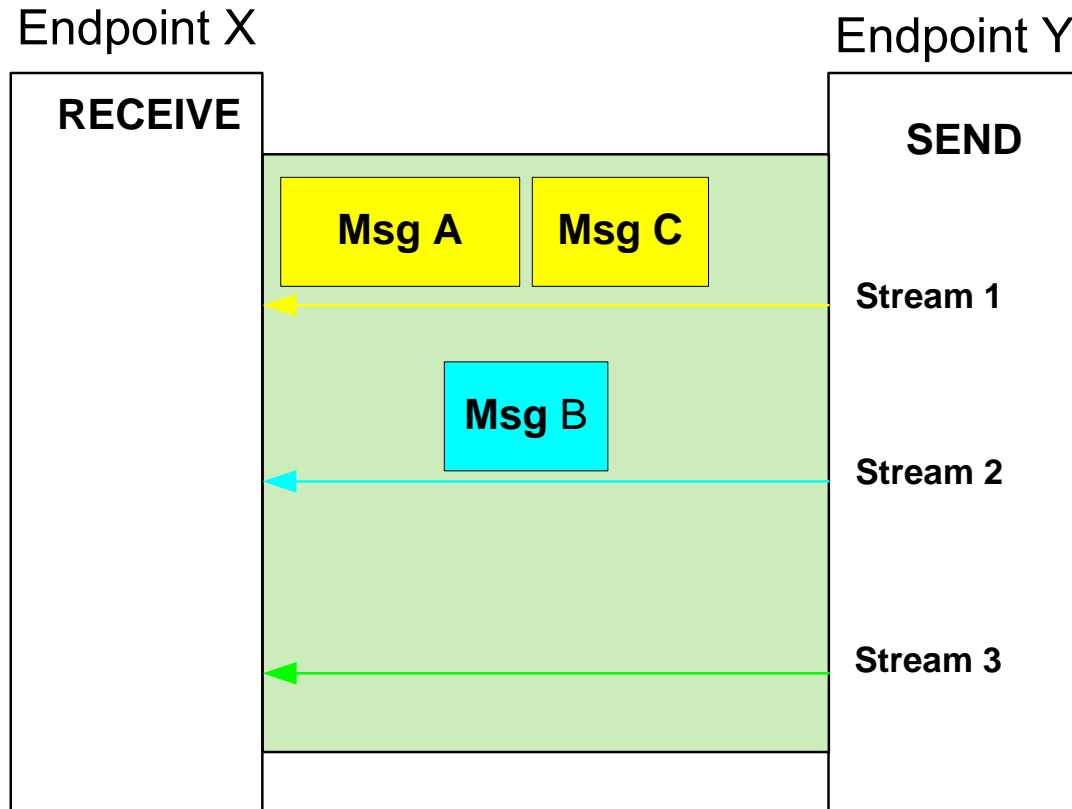 Endpoint X
Endpoint Y
RECEIVE
SEND
Msg A
Msg C
Stream 1
Msg B
Stream 2
Stream 3